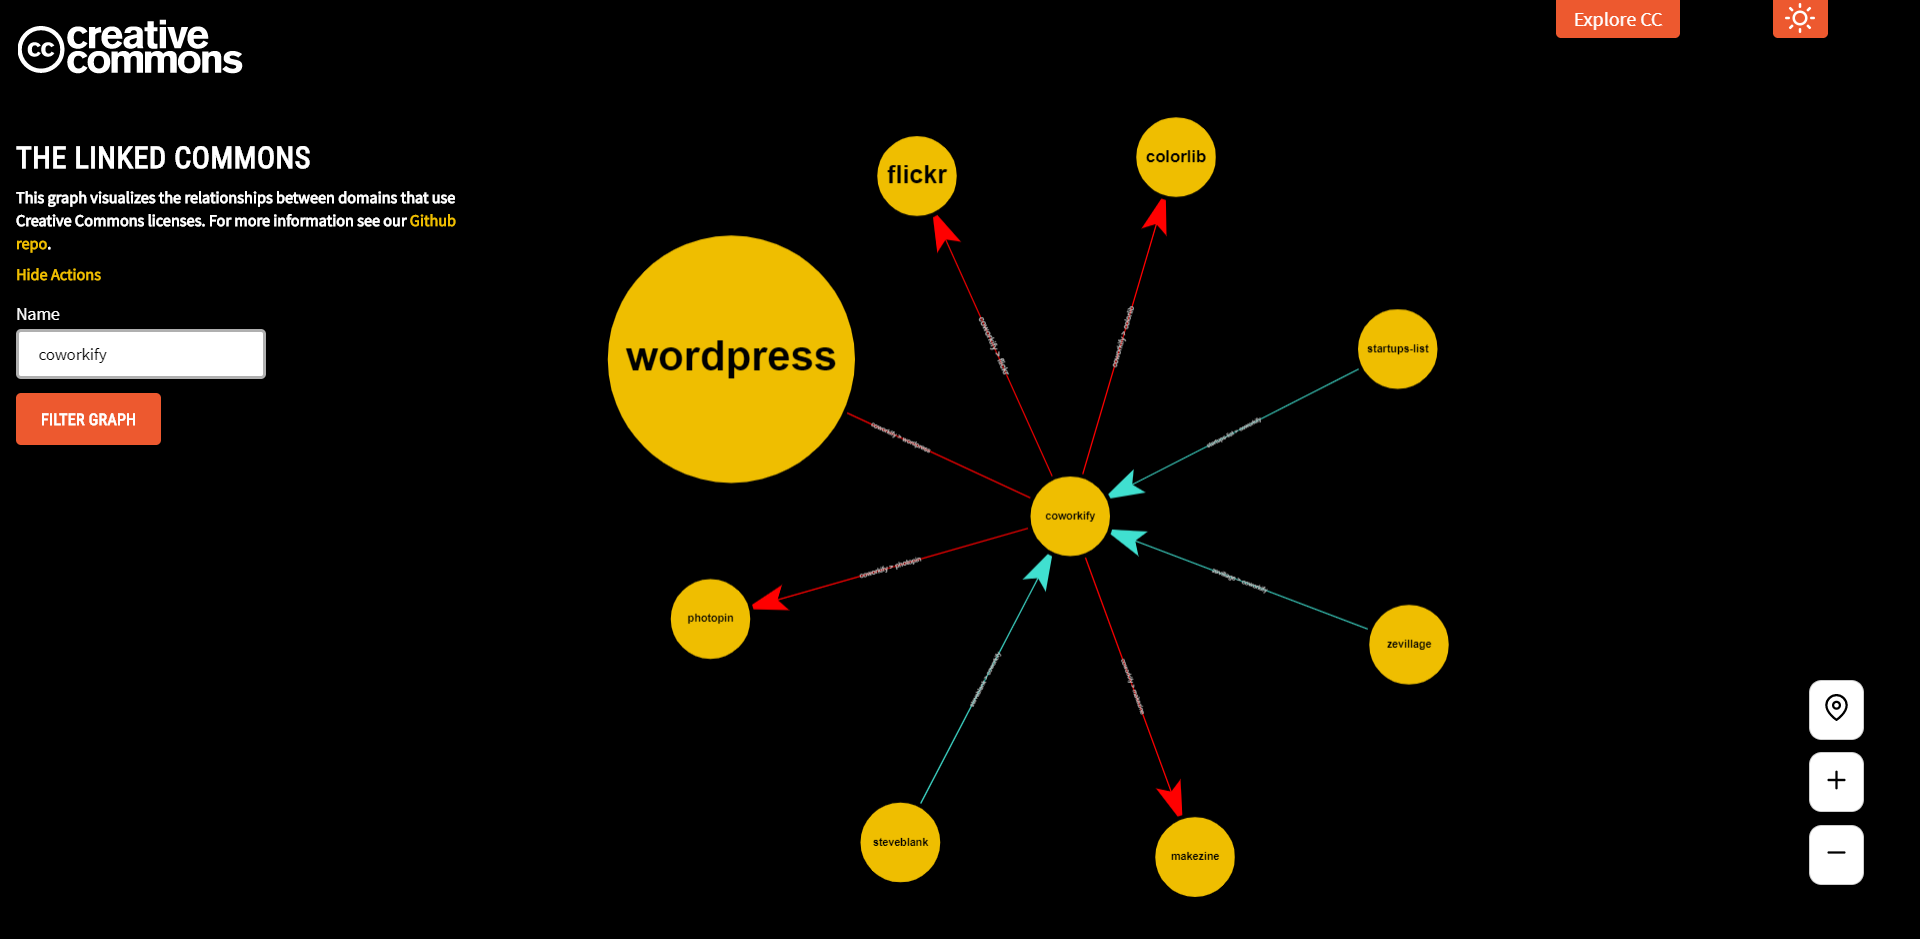 cc creative
commons
Explore CC
THE LINKED COMMONS
This graph visualizes the relationships between domains that use
Creative Commons licenses. For more information see our Github
repo.
Hide Actions
Name
coworkify
FILTER GRAPH
flickr
colorlib
wordpress
startups-list
coworkify
photopin
zevillage
steveblank
makezine
coworkify > flickr
coworkify > colorlib
coworkify > wordpress
startups-list > coworkify
coworkify > photopin
zevillage > coworkify
steveblank > coworkify
coworkify > makezine